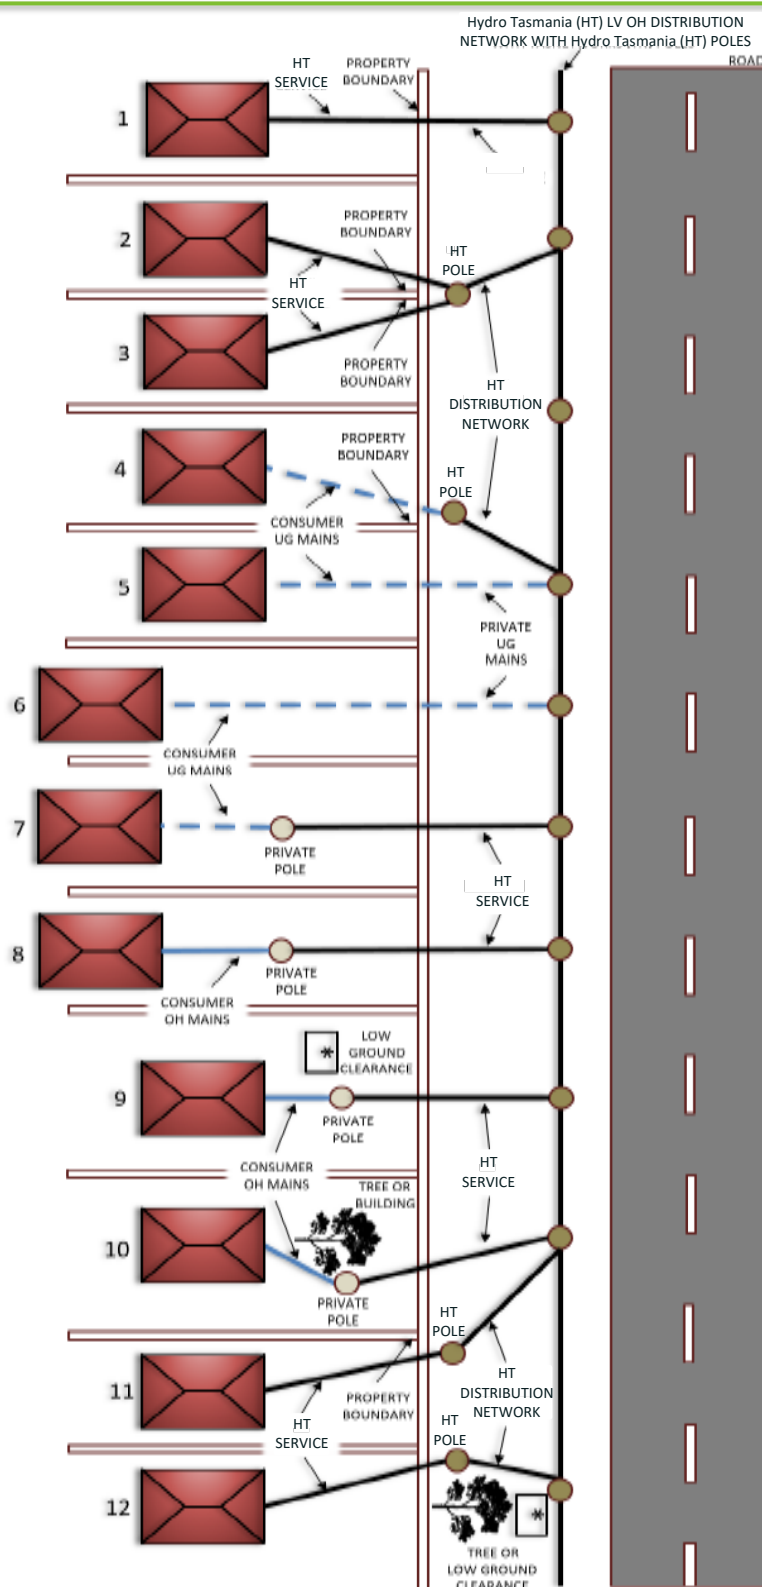 Hydro Tasmania (HT) LV OH DISTRIBUTION
NETWORK WITH Hydro Tasmania (HT) POLES
ROAD
HT
SERVICE
PROPERTY
BOUNDARY
1
2
PROPERTY
BOUNDARY
HT
POLE
HT
SERVICE
3
PROPERTY
BOUNDARY
HT
DISTRIBUTION
NETWORK
PROPERTY
BOUNDARY
4
HT
POLE
CONSUMER
UG MAINS
5
PRIVATE
UG
MAINS
6
CONSUMER
UG MAINS
7
PRIVATE
POLE
HT
SERVICE
8
PRIVATE
POLE
CONSUMER
OH MAINS
LOW
GROUND
CLEARANCE
*
9
PRIVATE
POLE
CONSUMER
OH MAINS
HT
SERVICE
TREE OR
BUILDING
10
PRIVATE
POLE
HT
POLE
11
PROPERTY
BOUNDARY
HT
DISTRIBUTION
NETWORK
HT
SERVICE
HT
POLE
12
*
TREE OR
LOW GROUND
CLEARANCE